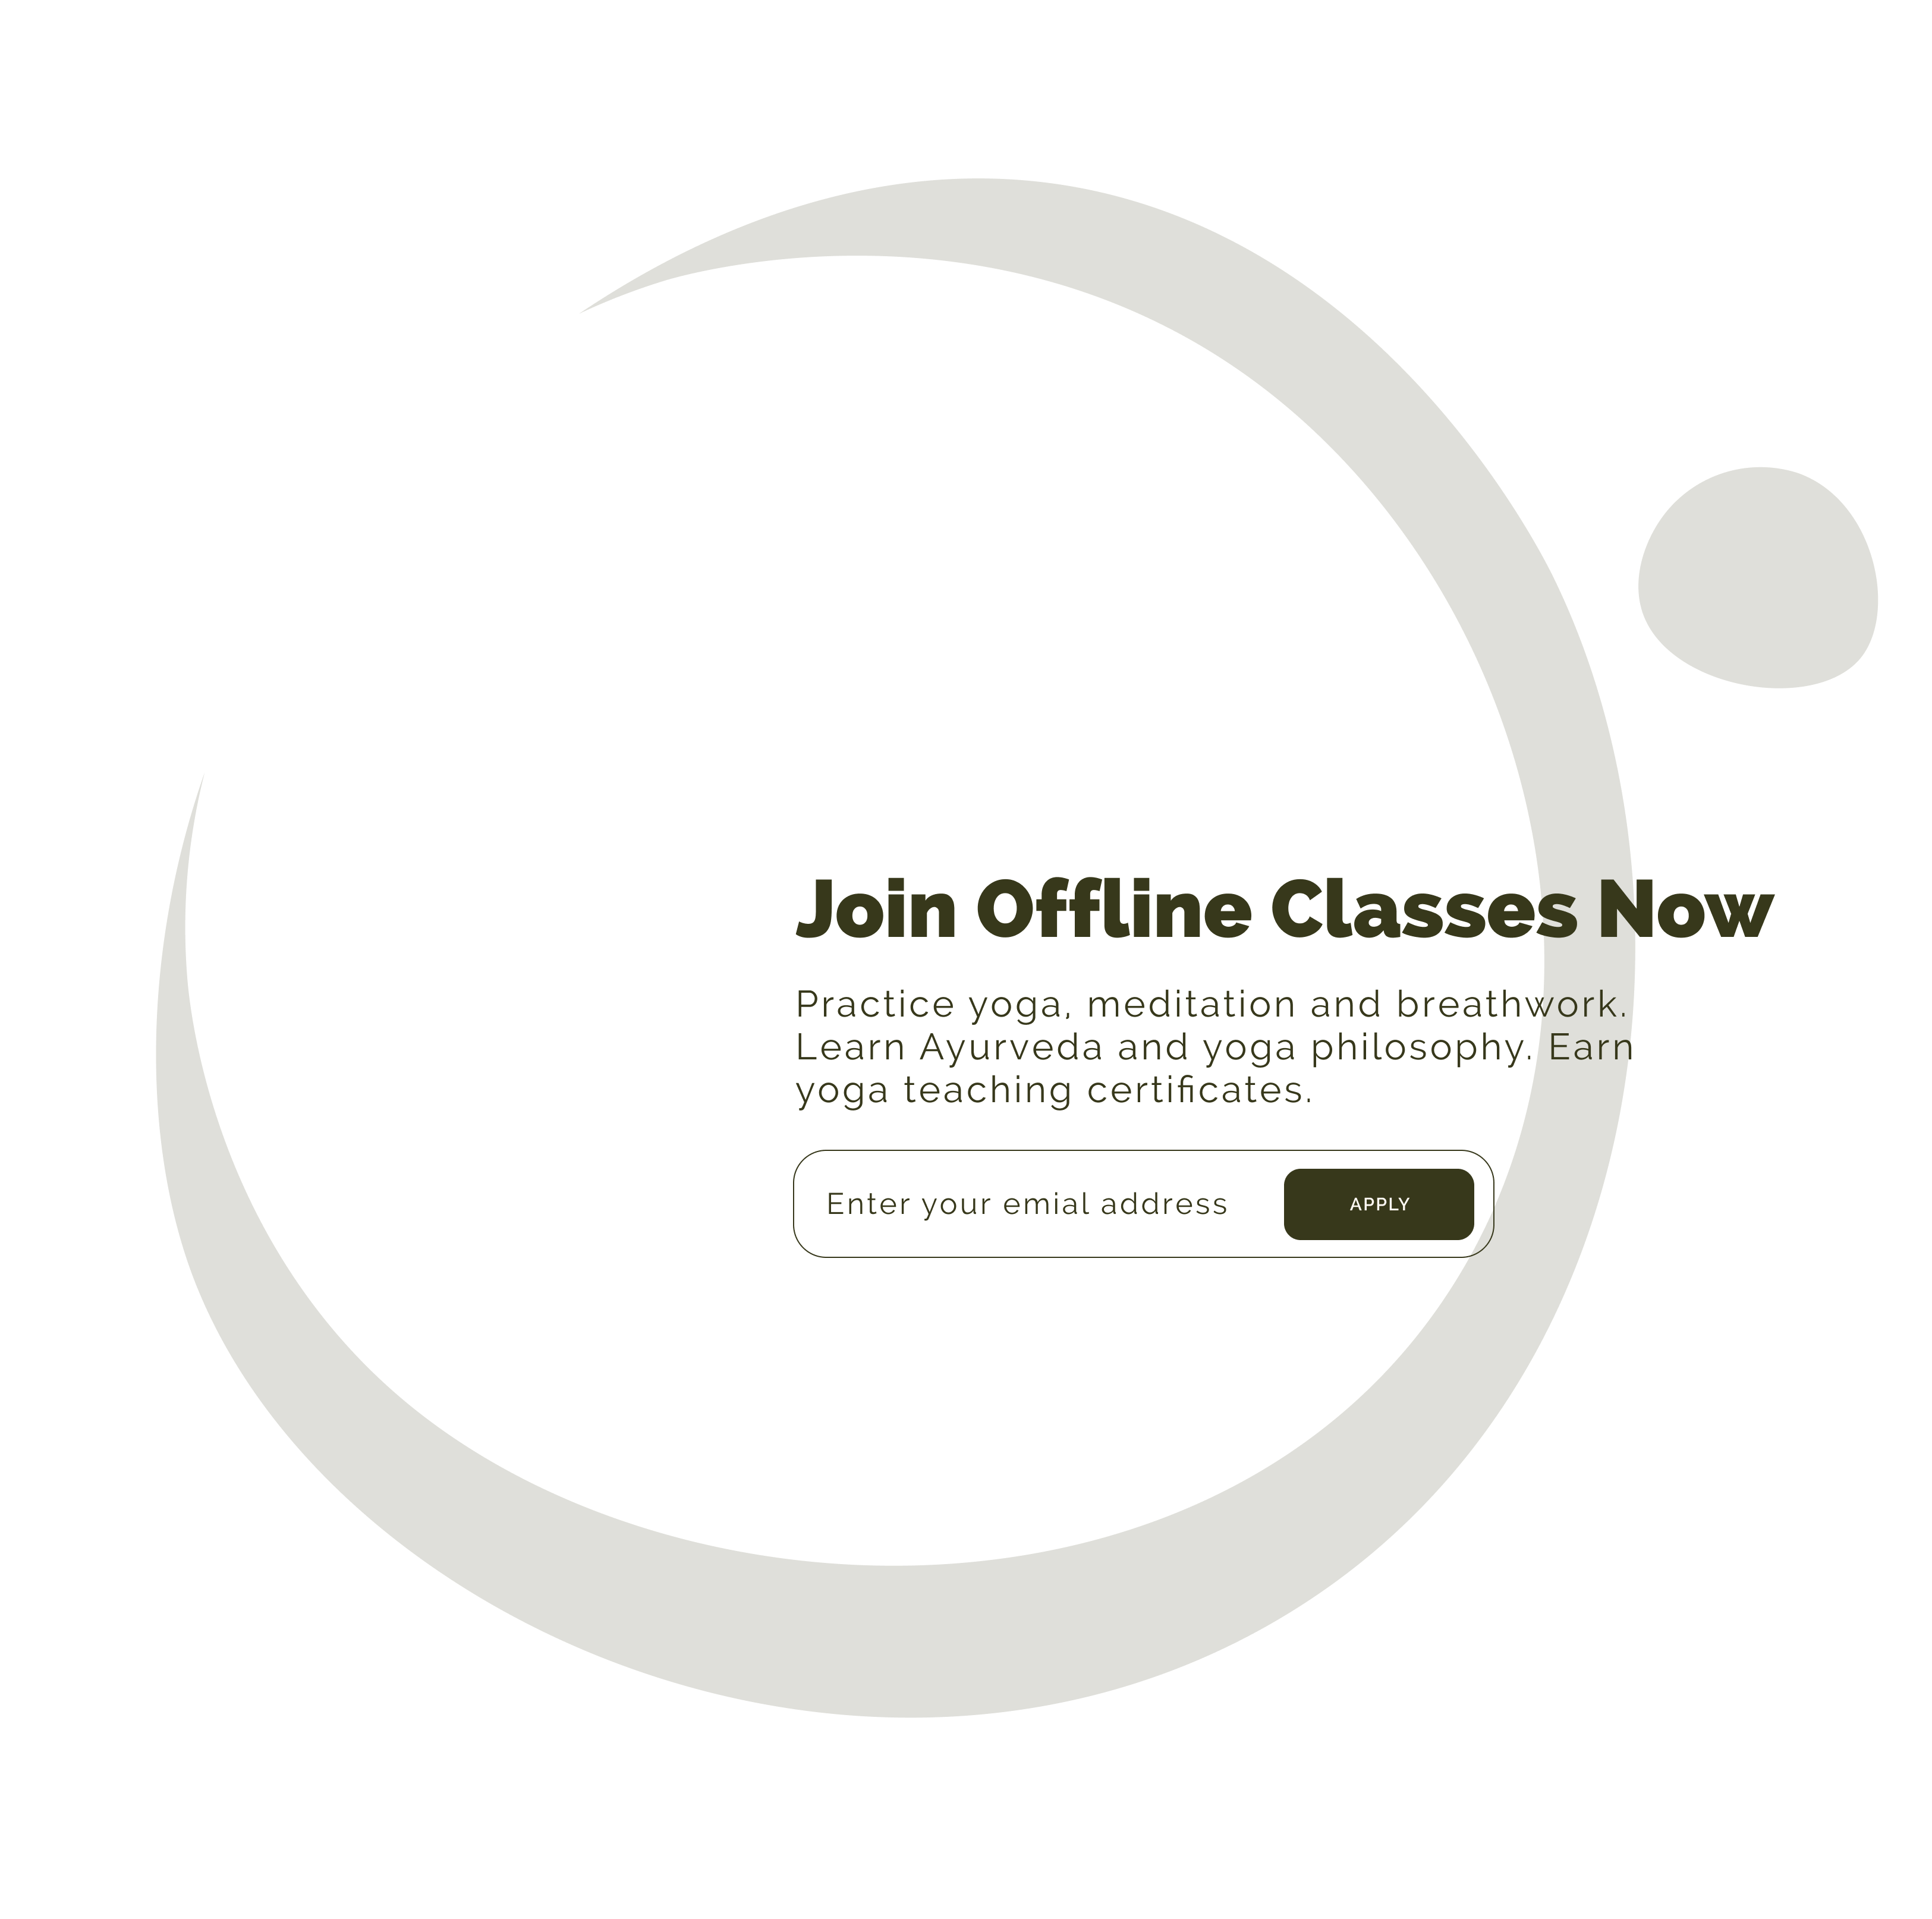 Join Offline Classes Now
Practice yoga, meditation and breathwork.
Learn Ayurveda and yoga philosophy. Earn
yoga teaching certificates.
Enter your emial address
APPLY